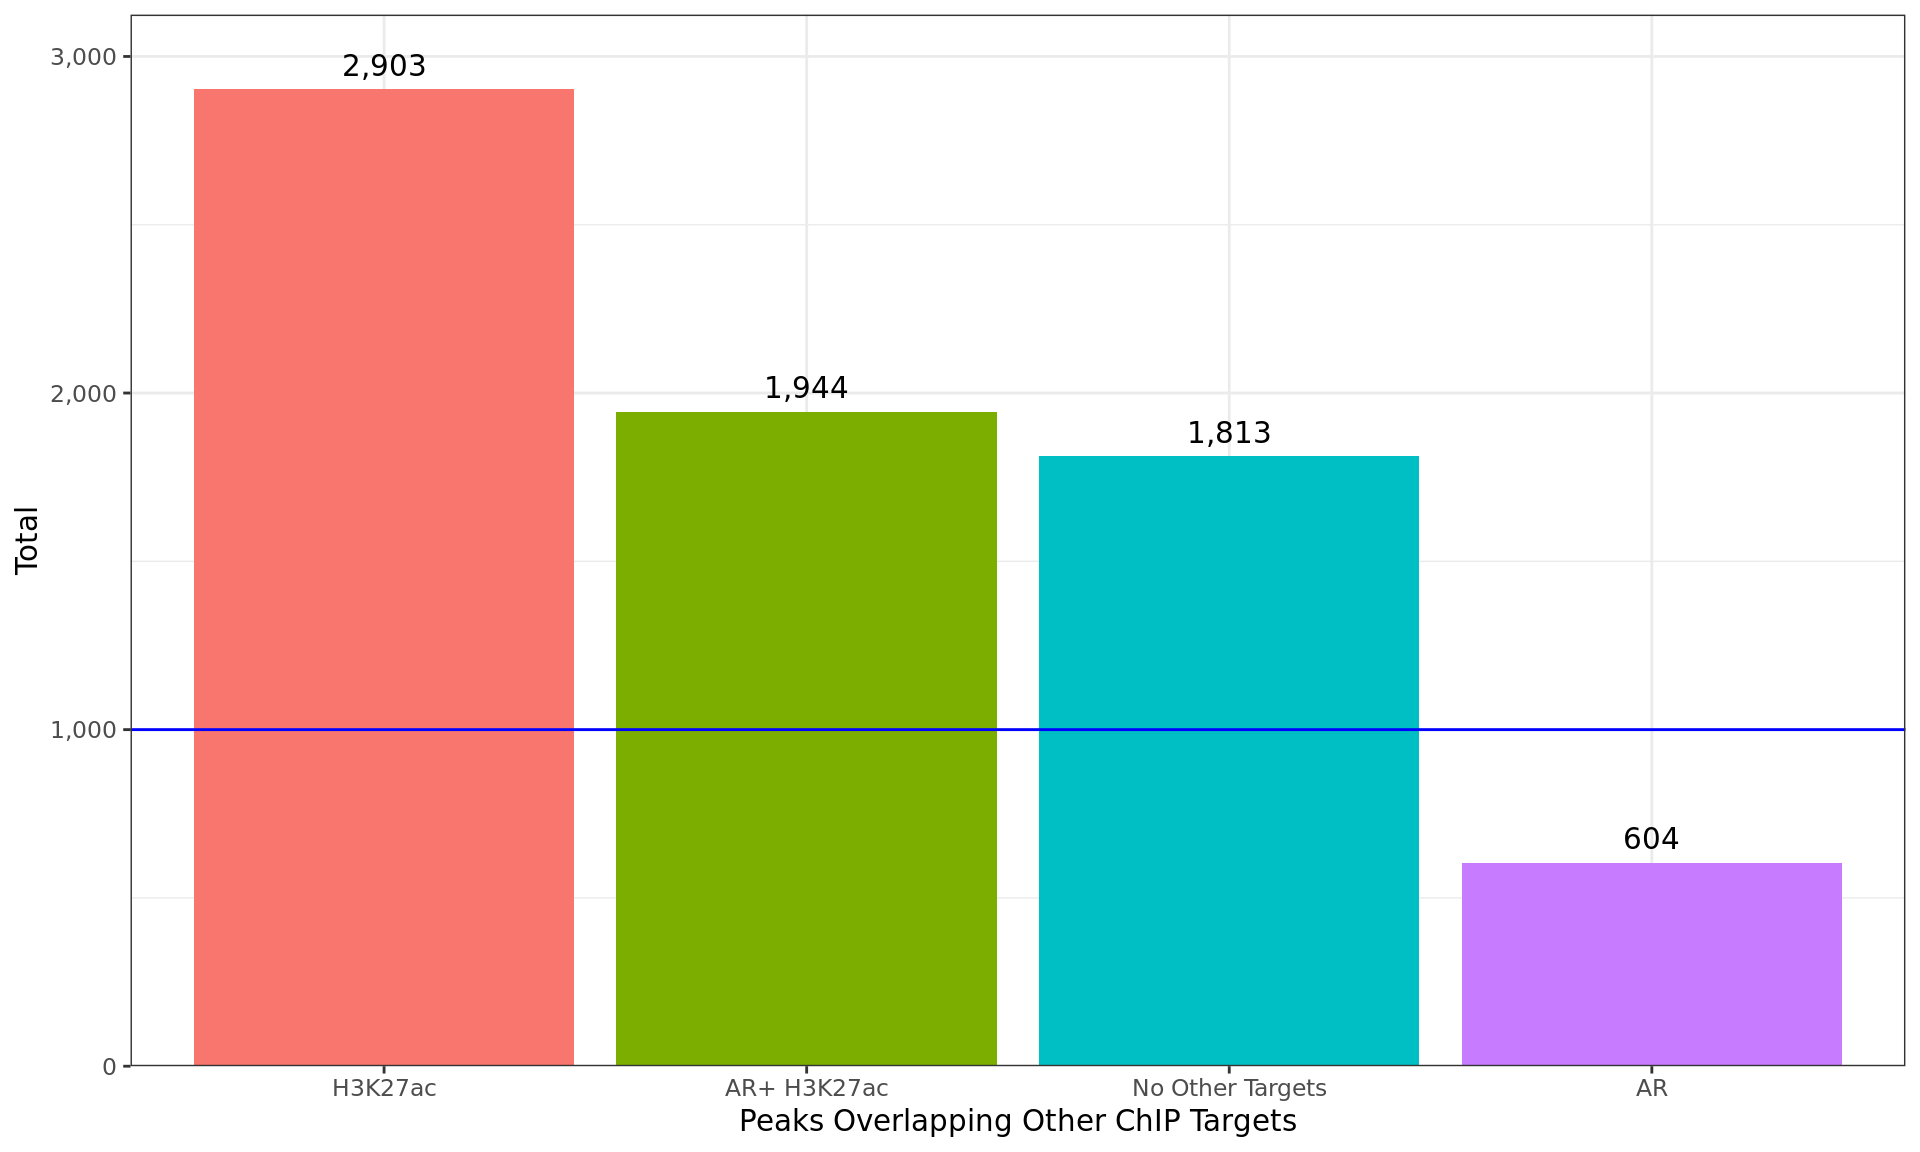 3,000
2,000
1,000
0
Total
2,903
1,944
1,813
604
H3K27ac
AR+ H3K27ac
No Other Targets
AR
Peaks Overlapping Other ChIP Targets